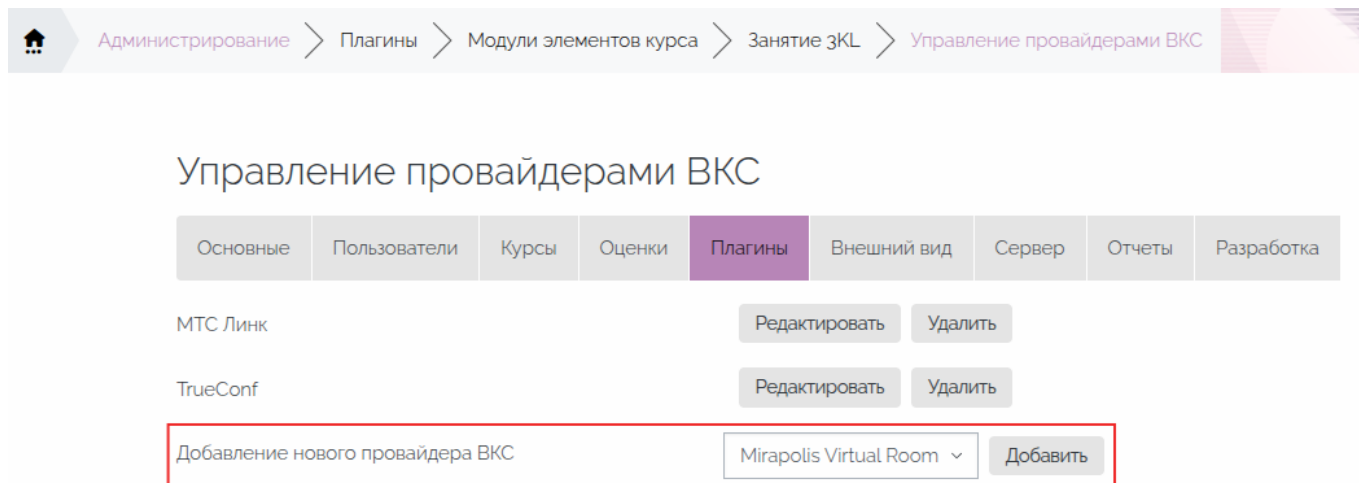 Администрирование Плагины Модули элементов курса Занятие 3KL Управление провайдерами ВКС
Управление провайдерами ВКС
Основные Пользователи Курсы Оценки Плагины Внешний вид Сервер Отчеты Разработка
МТС Линк Редактировать Удалить
TrueConf Редактировать Удалить
Добавление нового провайдера ВКС Mirapolis Virtual Room Добавить